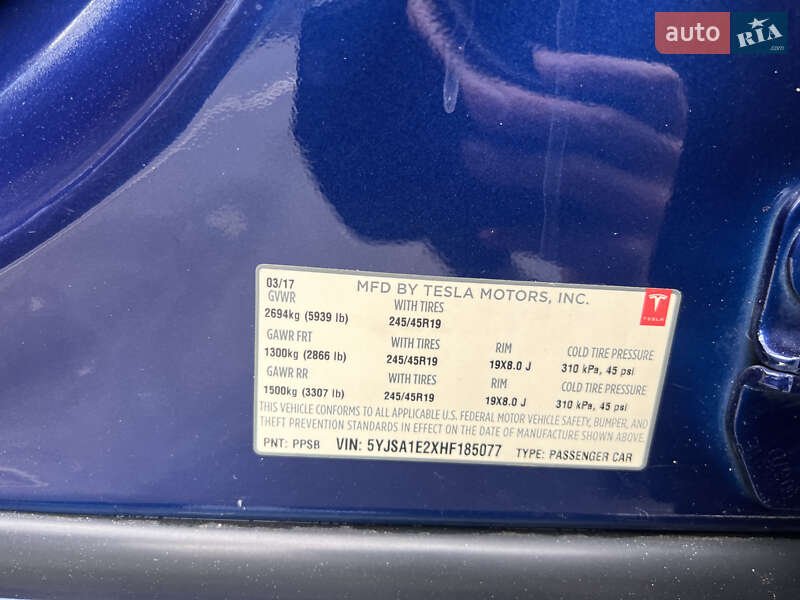 auto RIA.com
03/17 MFD BY TESLA MOTORS, INC.
GVWR WITH TIRES
2694kg (5939 lb) 245/45R19
TESLA
GAWR FRT WITH TIRES RIM COLD TIRE PRESSURE
1300kg (2866 lb) 245/45R19 19X8.0 J 310 kPa, 45 psi
GAWR RR WITH TIRES RIM COLD TIRE PRESSURE
1500kg (3307 lb) 245/45R19 19X8.0 J 310 kPa, 45 psi
THIS VEHICLE CONFORMS TO ALL APPLICABLE U.S. FEDERAL MOTOR VEHICLE SAFETY, BUMPER, AND
THEFT PREVENTION STANDARDS IN EFFECT ON THE DATE OF MANUFACTURE SHOWN ABOVE.
PNT: PPSB VIN: 5YJSA1E2XHF185077 TYPE: PASSENGER CAR